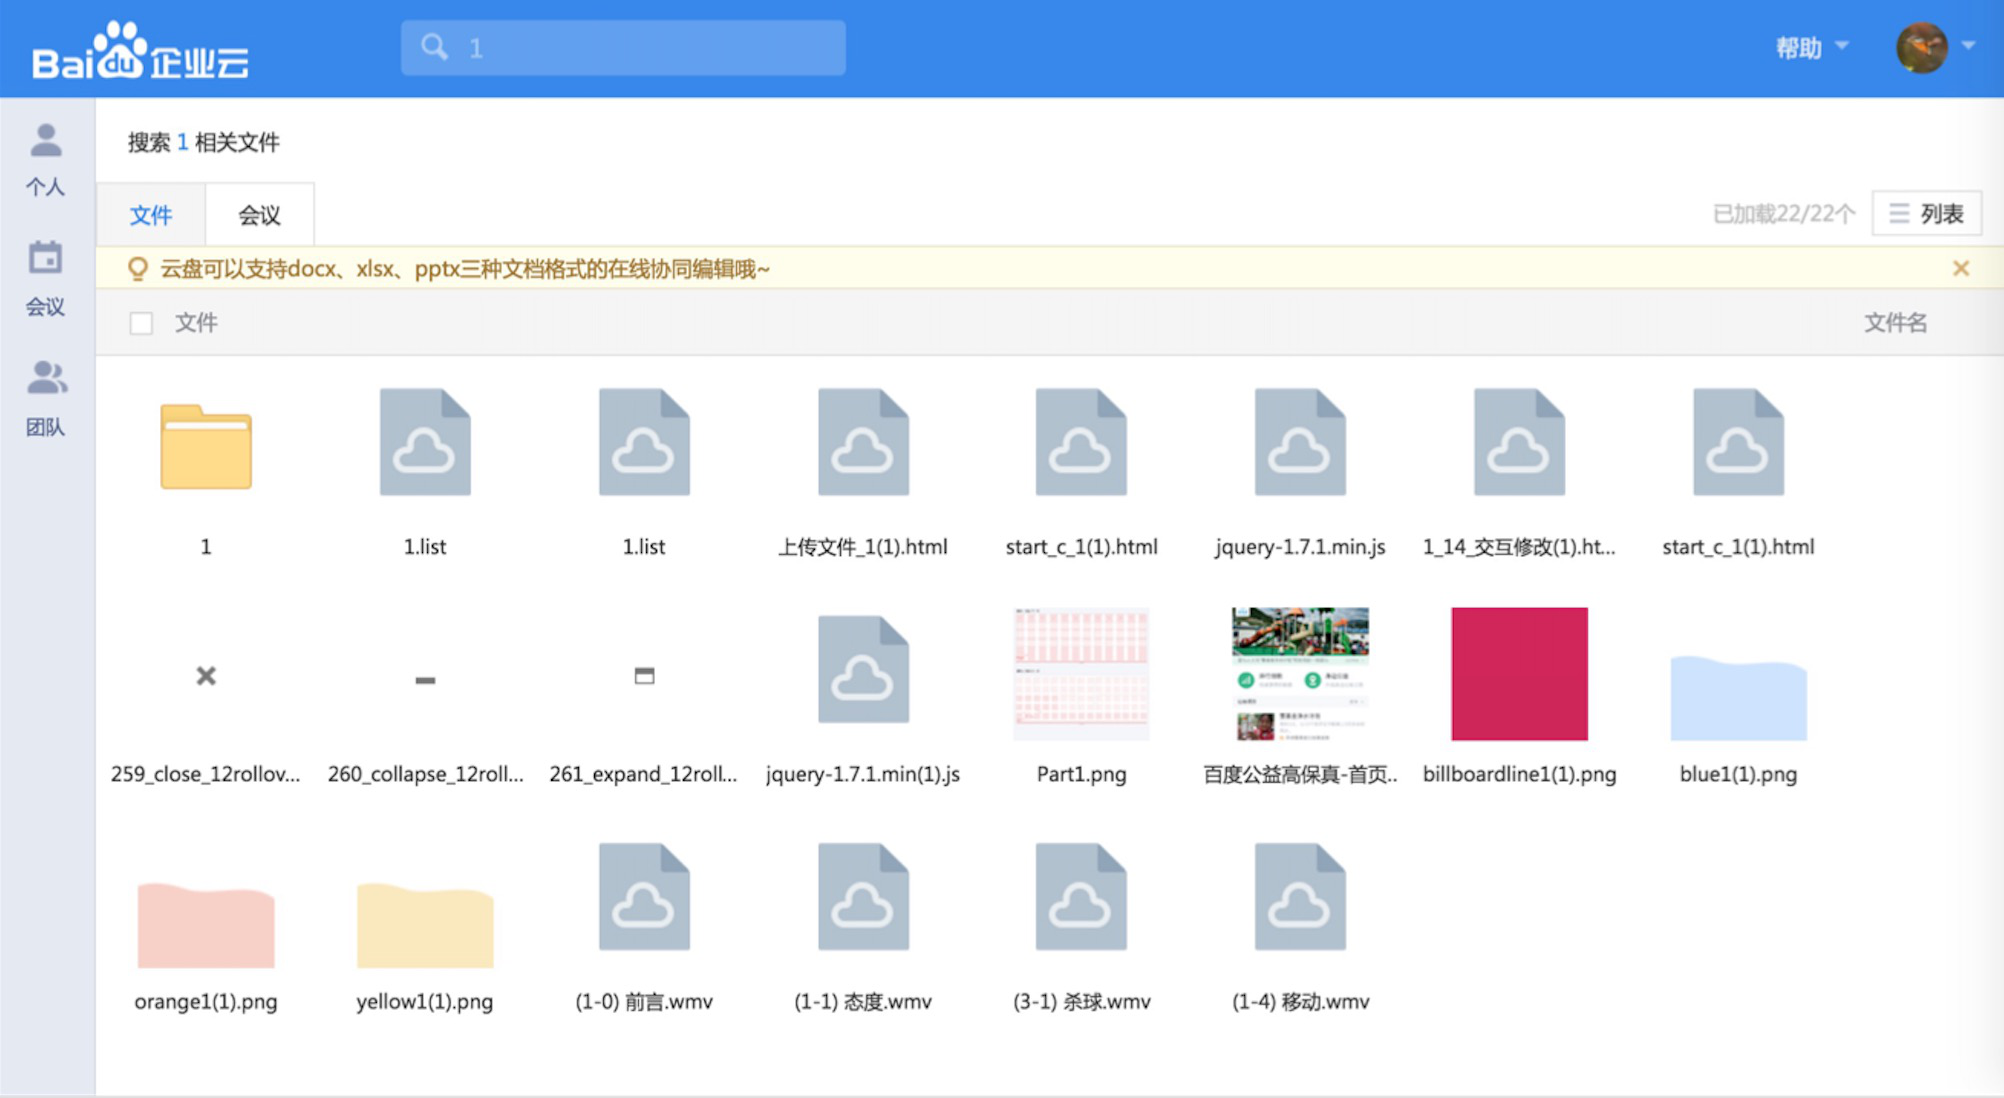 Baidu企业云
1
帮助
搜索 1 相关文件
个人
会议
团队
文件
会议
已加载22/22个
列表
云盘可以支持docx、xlsx、pptx三种文档格式的在线协同编辑哦~
文件
文件名
1
1.list
1.list
上传文件_1(1).html
start_c_1(1).html
jquery-1.7.1.min.js
1_14_交互修改(1).ht...
start_c_1(1).html
259_close_12rollov...
260_collapse_12roll...
261_expand_12roll...
jquery-1.7.1.min(1).js
Part1.png
百度公益高保真-首页..
billboardline1(1).png
blue1(1).png
orange1(1).png
yellow1(1).png
(1-0) 前言.wmv
(1-1) 态度.wmv
(3-1) 杀球.wmv
(1-4) 移动.wmv